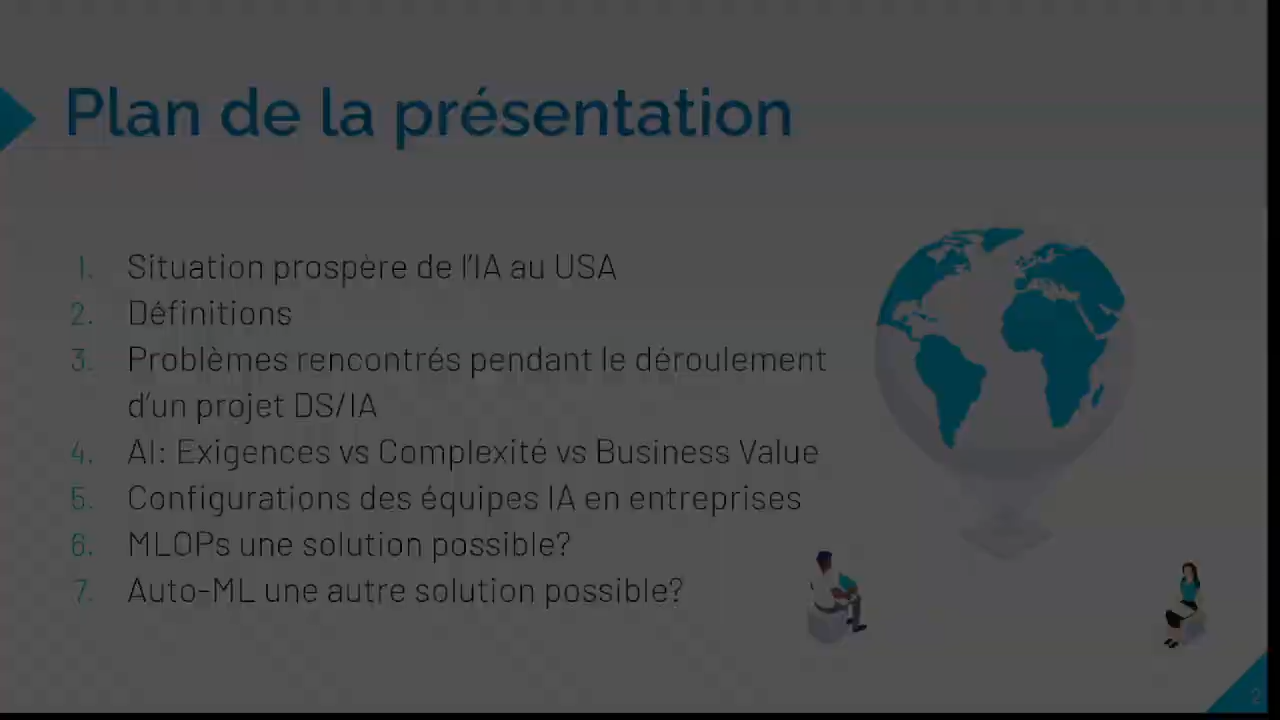 Plan de la présentation
1. Situation prospère de l'IA au USA
2. Définitions
3. Problèmes rencontrés pendant le déroulement
d'un projet DS/IA
4. AI: Exigences vs Complexité vs Business Value
5. Configurations des équipes IA en entreprises
6. MLOPs une solution possible?
7. Auto-ML une autre solution possible?
2